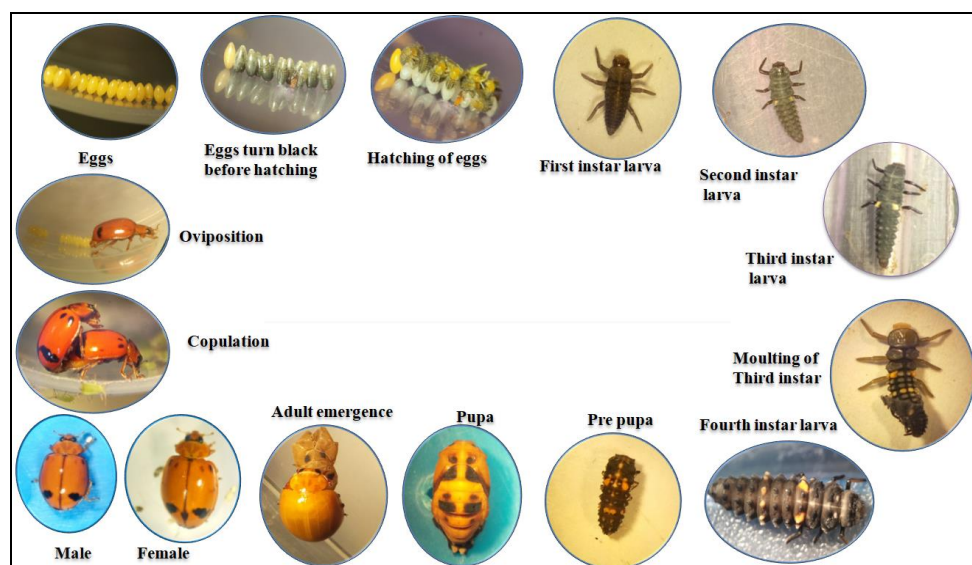 Eggs
Eggs turn black
before hatching
Hatching of eggs
First instar larva
Second instar
larva
Third instar
larva
Moulting of
Third instar
Fourth instar larva
Pre pupa
Pupa
Adult emergence
Female
Male
Copulation
Oviposition